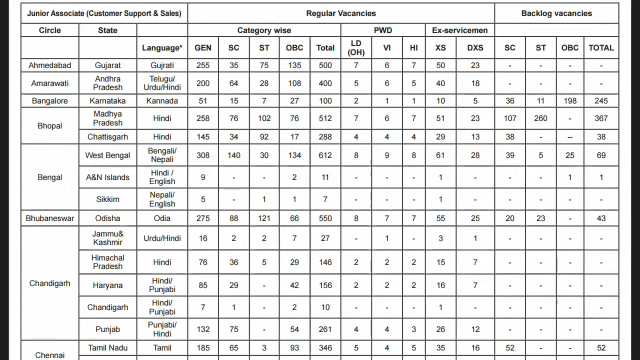 Junior Associate (Customer Support & Sales) Regular Vacancies Backlog vacancies
Circle State Category wise PWD Ex-servicemen
Language* GEN SC ST OBC Total LD (OH) VI HI XS DXS SC ST OBC TOTAL
Ahmedabad Gujarat Gujrati 255 35 75 135 500 7 6 7 50 23 - - - -
Amarawati Andhra Pradesh Telugu/ Urdu/Hindi 200 64 28 108 400 5 6 5 40 18 - - - -
Bangalore Karnataka Kannada 51 15 7 27 100 2 1 1 10 5 36 11 198 245
Bhopal Madhya Pradesh Hindi 258 76 102 76 512 7 6 7 51 23 107 260 - 367
Chattisgarh Hindi 145 34 92 17 288 4 4 4 29 13 38 - -- 38
Bengal West Bengal Bengali/ Nepali 308 140 30 134 612 8 9 8 61 28 39 5 25 69
A&N Islands Hindi / English 9 - - 2 11 - - - 1 - - - 1 1
Sikkim Nepali/ English 5 - 1 1 7 - - - 1 - - - - -
Bhubaneswar Odisha Odia 275 88 121 66 550 8 7 7 55 25 20 23 - 43
Chandigarh Jammu& Kashmir Urdu/Hindi 16 2 2 7 27 - 1 - 3 1 - - - -
Himachal Pradesh Hindi 76 36 5 29 146 2 2 2 15 7 - - - -
Haryana Hindi/ Punjabi 85 29 - 42 156 2 2 2 16 7 - - - -
Chandigarh Hindi/ Punjabi 7 1 - 2 10 - - - 1 - - - - -
Punjab Punjabi/ Hindi 132 75 - 54 261 4 4 3 26 12 - - - -
Chennai Tamil Nadu Tamil 185 65 3 93 346 5 4 5 35 16 52 - - 52